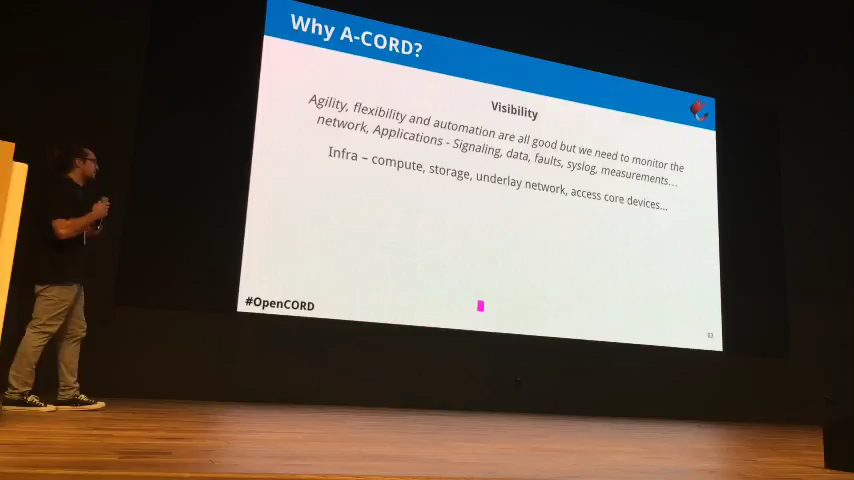 Why A-CORD?
Visibility
Agility, flexibility and automation are all good but we need to monitor the
network, Applications - Signaling, data, faults, syslog, measurements...
Infra – compute, storage, underlay network, access core devices...
#OpenCORD